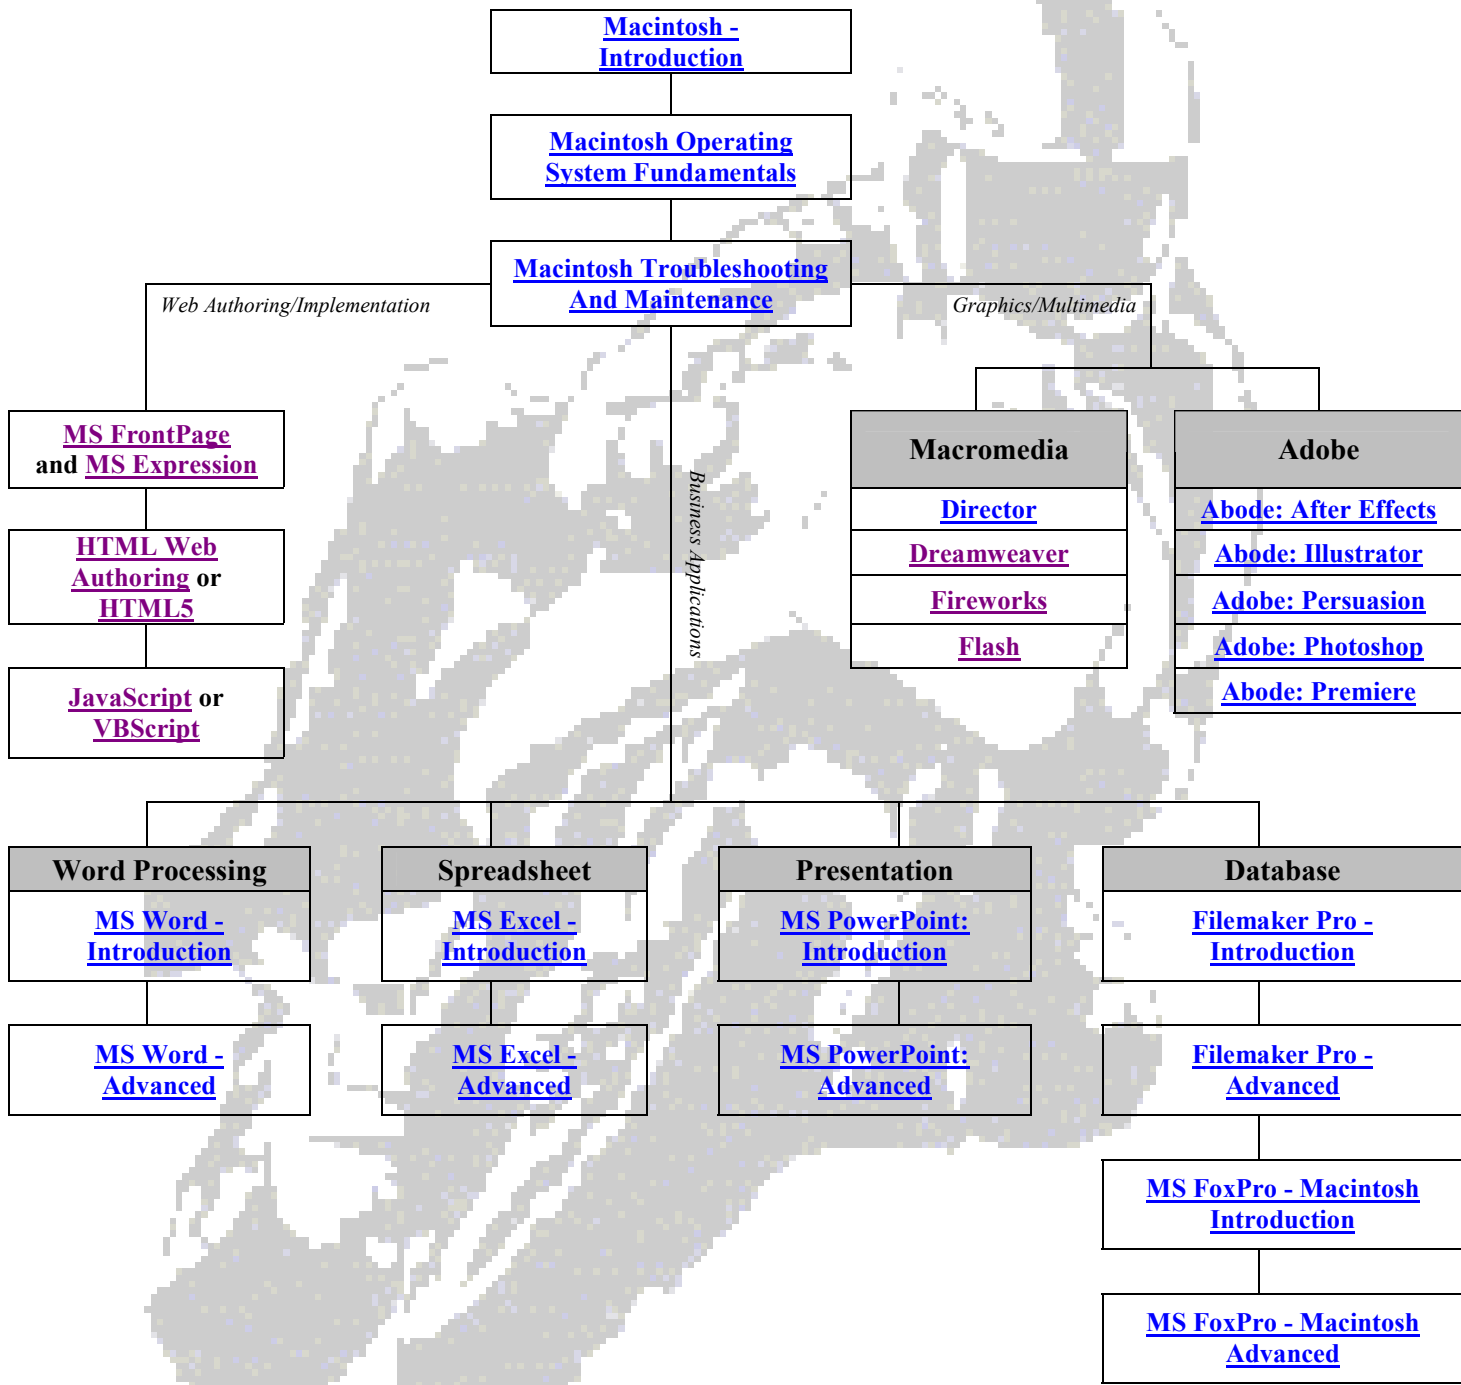 Macintosh -
Introduction
Macintosh Operating
System Fundamentals
Macintosh Troubleshooting
And Maintenance
Web Authoring/Implementation
Graphics/Multimedia
Business Applications
MS FrontPage
and MS Expression
HTML Web
Authoring or
HTML5
JavaScript or
VBScript
Macromedia
Director
Dreamweaver
Fireworks
Flash
Adobe
Abode: After Effects
Abode: Illustrator
Adobe: Persuasion
Adobe: Photoshop
Abode: Premiere
Word Processing
MS Word -
Introduction
MS Word -
Advanced
Spreadsheet
MS Excel -
Introduction
MS Excel -
Advanced
Presentation
MS PowerPoint:
Introduction
MS PowerPoint:
Advanced
Database
Filemaker Pro -
Introduction
Filemaker Pro -
Advanced
MS FoxPro - Macintosh
Introduction
MS FoxPro - Macintosh
Advanced